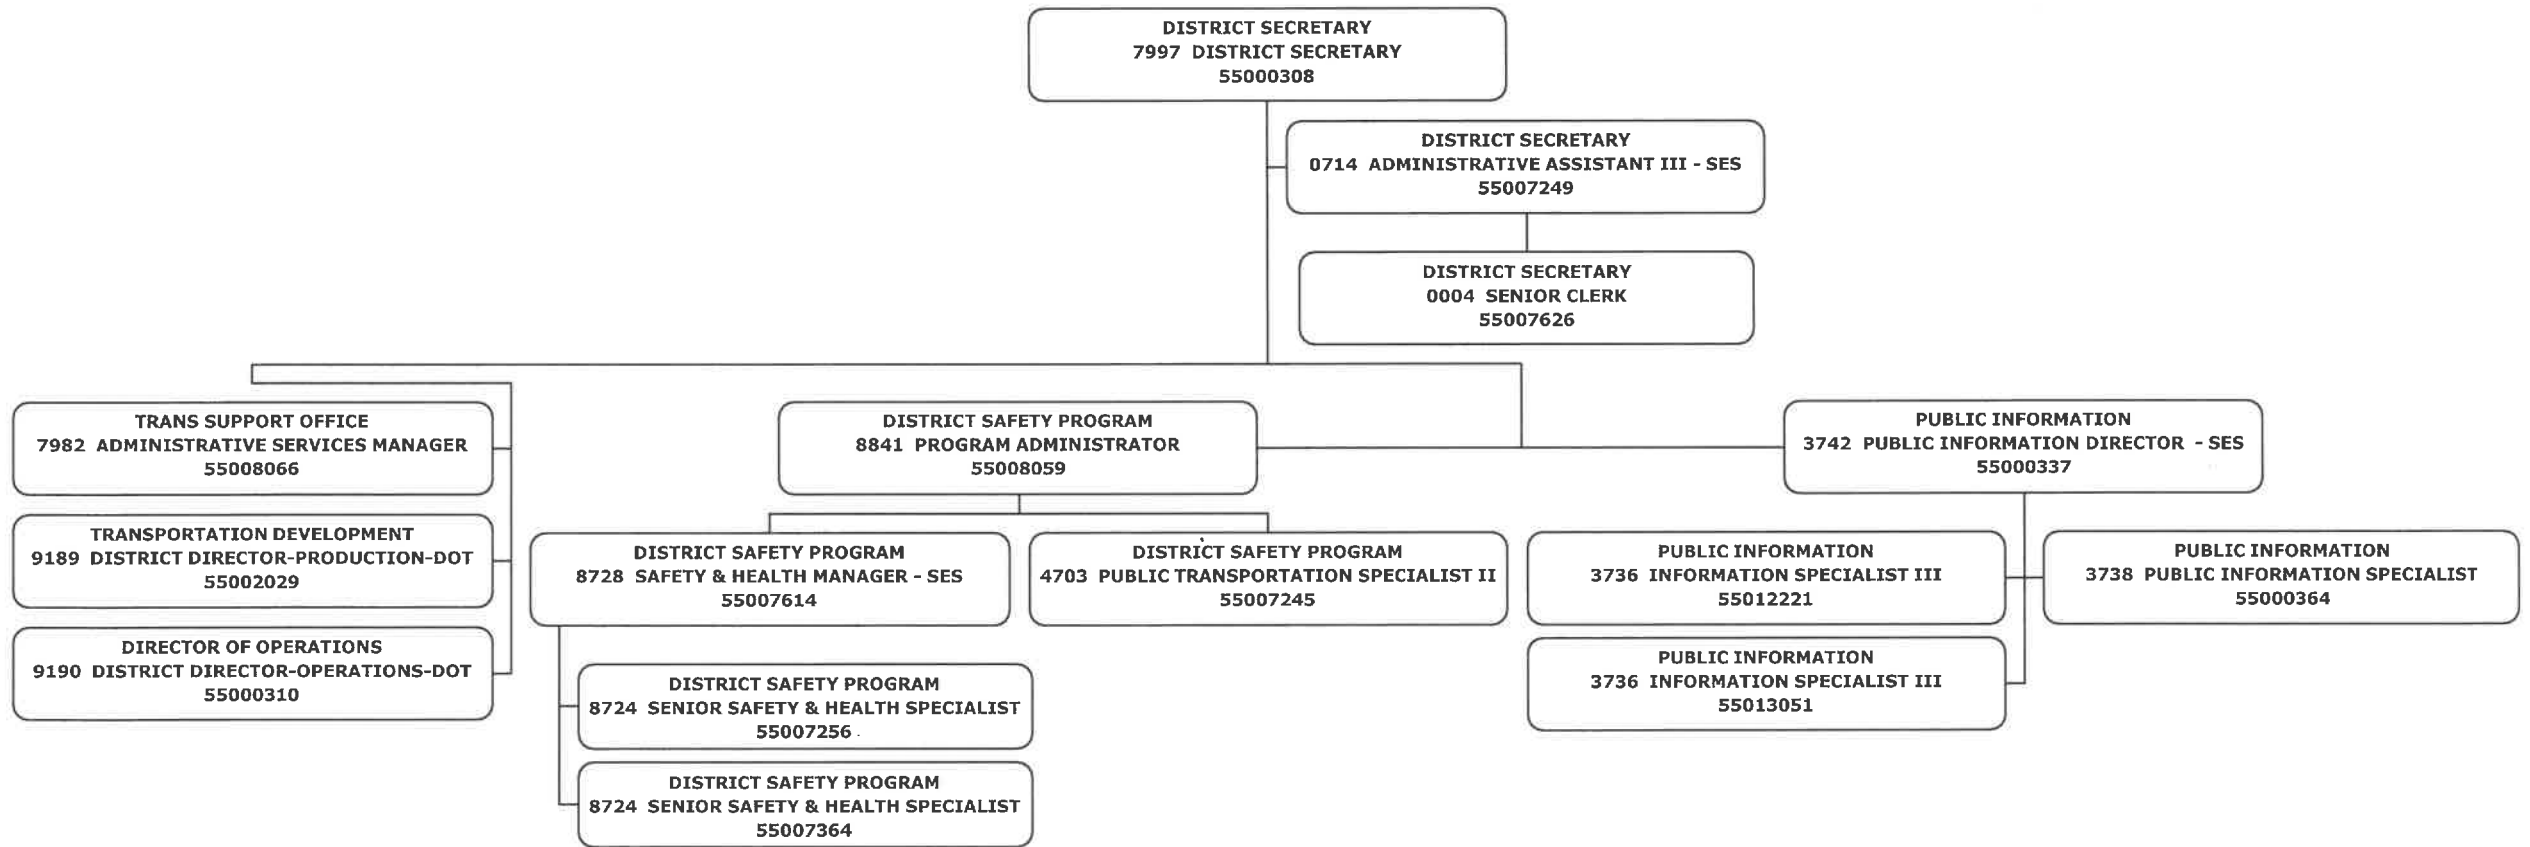 DISTRICT SECRETARY
7997 DISTRICT SECRETARY
55000308
DISTRICT SECRETARY
0714 ADMINISTRATIVE ASSISTANT III - SES
55007249
DISTRICT SECRETARY
0004 SENIOR CLERK
55007626
TRANS SUPPORT OFFICE
7982 ADMINISTRATIVE SERVICES MANAGER
55008066
TRANSPORTATION DEVELOPMENT
9189 DISTRICT DIRECTOR-PRODUCTION-DOT
55002029
DIRECTOR OF OPERATIONS
9190 DISTRICT DIRECTOR-OPERATIONS-DOT
55000310
DISTRICT SAFETY PROGRAM
8841 PROGRAM ADMINISTRATOR
55008059
DISTRICT SAFETY PROGRAM
8728 SAFETY & HEALTH MANAGER - SES
55007614
DISTRICT SAFETY PROGRAM
4703 PUBLIC TRANSPORTATION SPECIALIST II
55007245
DISTRICT SAFETY PROGRAM
8724 SENIOR SAFETY & HEALTH SPECIALIST
55007256
DISTRICT SAFETY PROGRAM
8724 SENIOR SAFETY & HEALTH SPECIALIST
55007364
PUBLIC INFORMATION
3742 PUBLIC INFORMATION DIRECTOR - SES
55000337
PUBLIC INFORMATION
3736 INFORMATION SPECIALIST III
55012221
PUBLIC INFORMATION
3738 PUBLIC INFORMATION SPECIALIST
55000364
PUBLIC INFORMATION
3736 INFORMATION SPECIALIST III
55013051